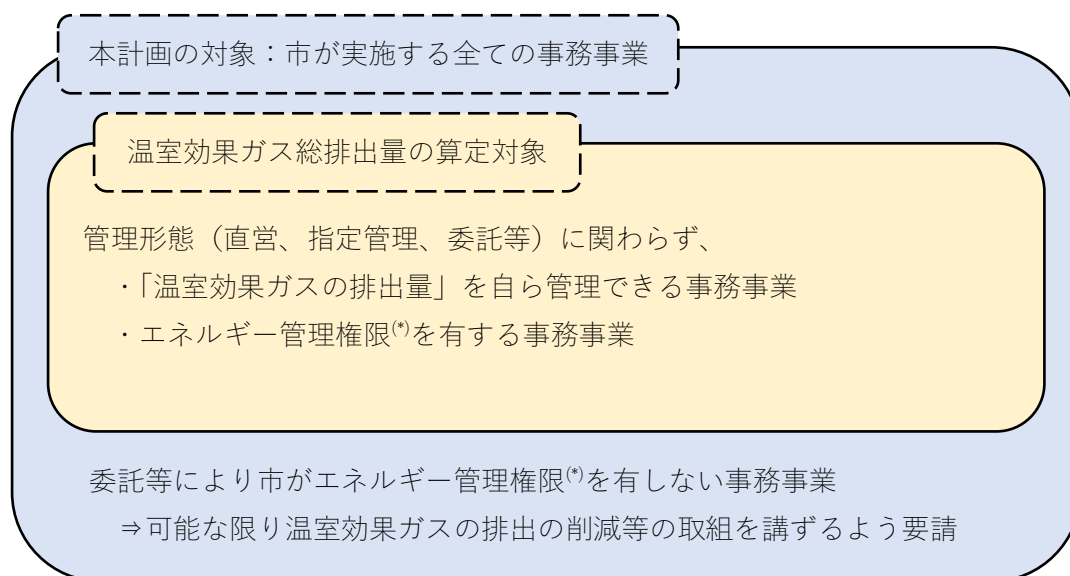 本計画の対象：市が実施する全ての事務事業
温室効果ガス総排出量の算定対象
管理形態（直営、指定管理、委託等）に関わらず、
・「温室効果ガスの排出量」を自ら管理できる事務事業
・エネルギー管理権限(*)を有する事務事業
委託等により市がエネルギー管理権限(*)を有しない事務事業
⇒可能な限り温室効果ガスの排出の削減等の取組を講ずるよう要請